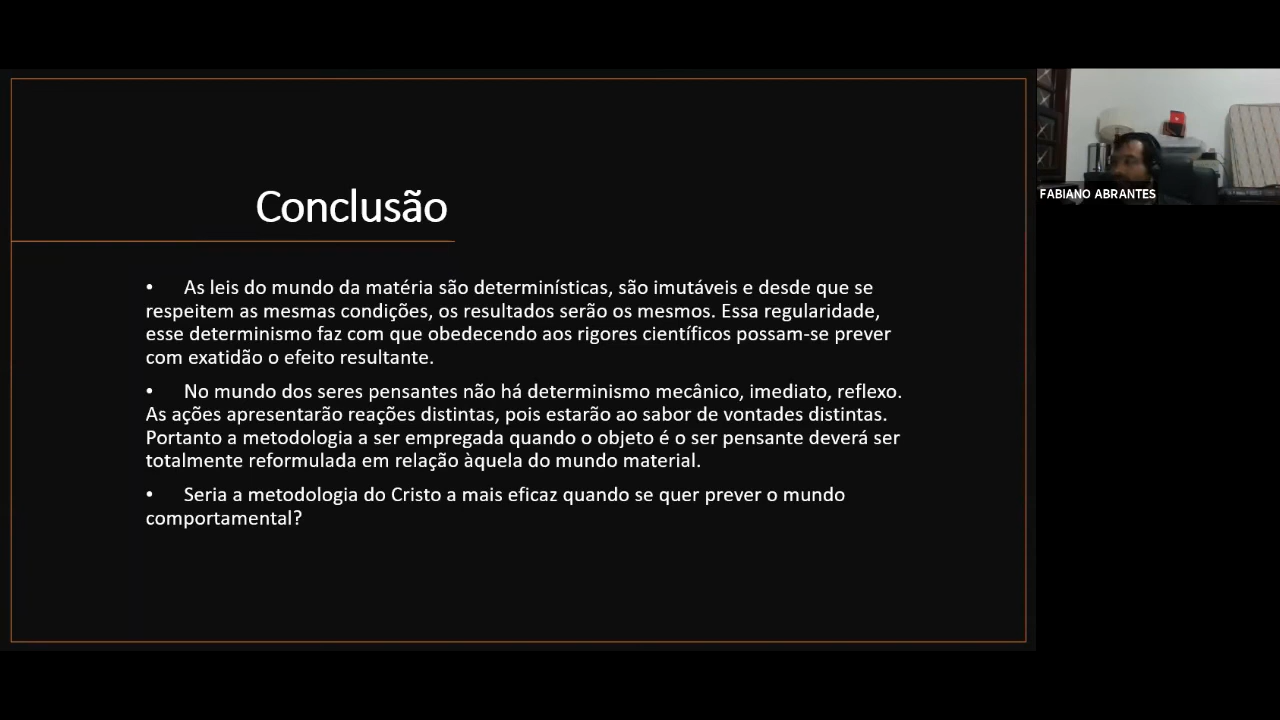 Conclusão
• As leis do mundo da matéria são determinísticas, são imutáveis e desde que se
respeitem as mesmas condições, os resultados serão os mesmos. Essa regularidade,
esse determinismo faz com que obedecendo aos rigores científicos possam-se prever
com exatidão o efeito resultante.
• No mundo dos seres pensantes não há determinismo mecânico, imediato, reflexo.
As ações apresentarão reações distintas, pois estarão ao sabor de vontades distintas.
Portanto a metodologia a ser empregada quando o objeto é o ser pensante deverá ser
totalmente reformulada em relação àquela do mundo material.
• Seria a metodologia do Cristo a mais eficaz quando se quer prever o mundo
comportamental?
FABIANO ABRANTES